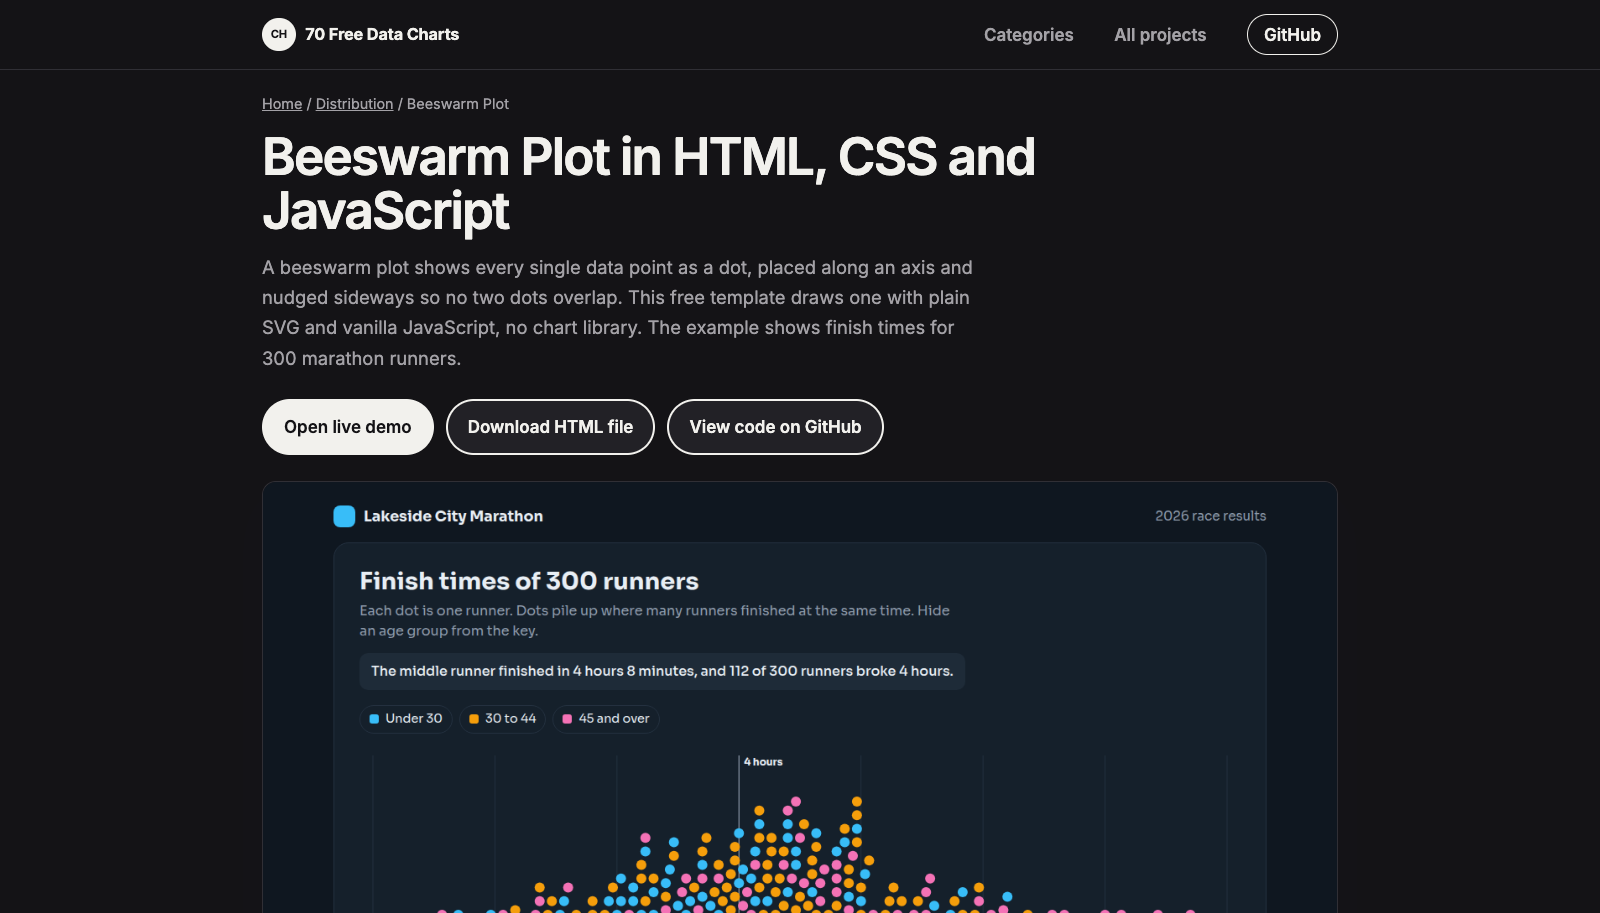 CH 70 Free Data Charts Categories All projects GitHub
Home / Distribution / Beeswarm Plot
Beeswarm Plot in HTML, CSS and
JavaScript
A beeswarm plot shows every single data point as a dot, placed along an axis and
nudged sideways so no two dots overlap. This free template draws one with plain
SVG and vanilla JavaScript, no chart library. The example shows finish times for
300 marathon runners.
Open live demo Download HTML file View code on GitHub
Lakeside City Marathon 2026 race results
Finish times of 300 runners
Each dot is one runner. Dots pile up where many runners finished at the same time. Hide
an age group from the key.
The middle runner finished in 4 hours 8 minutes, and 112 of 300 runners broke 4 hours.
Under 30 30 to 44 45 and over
4 hours